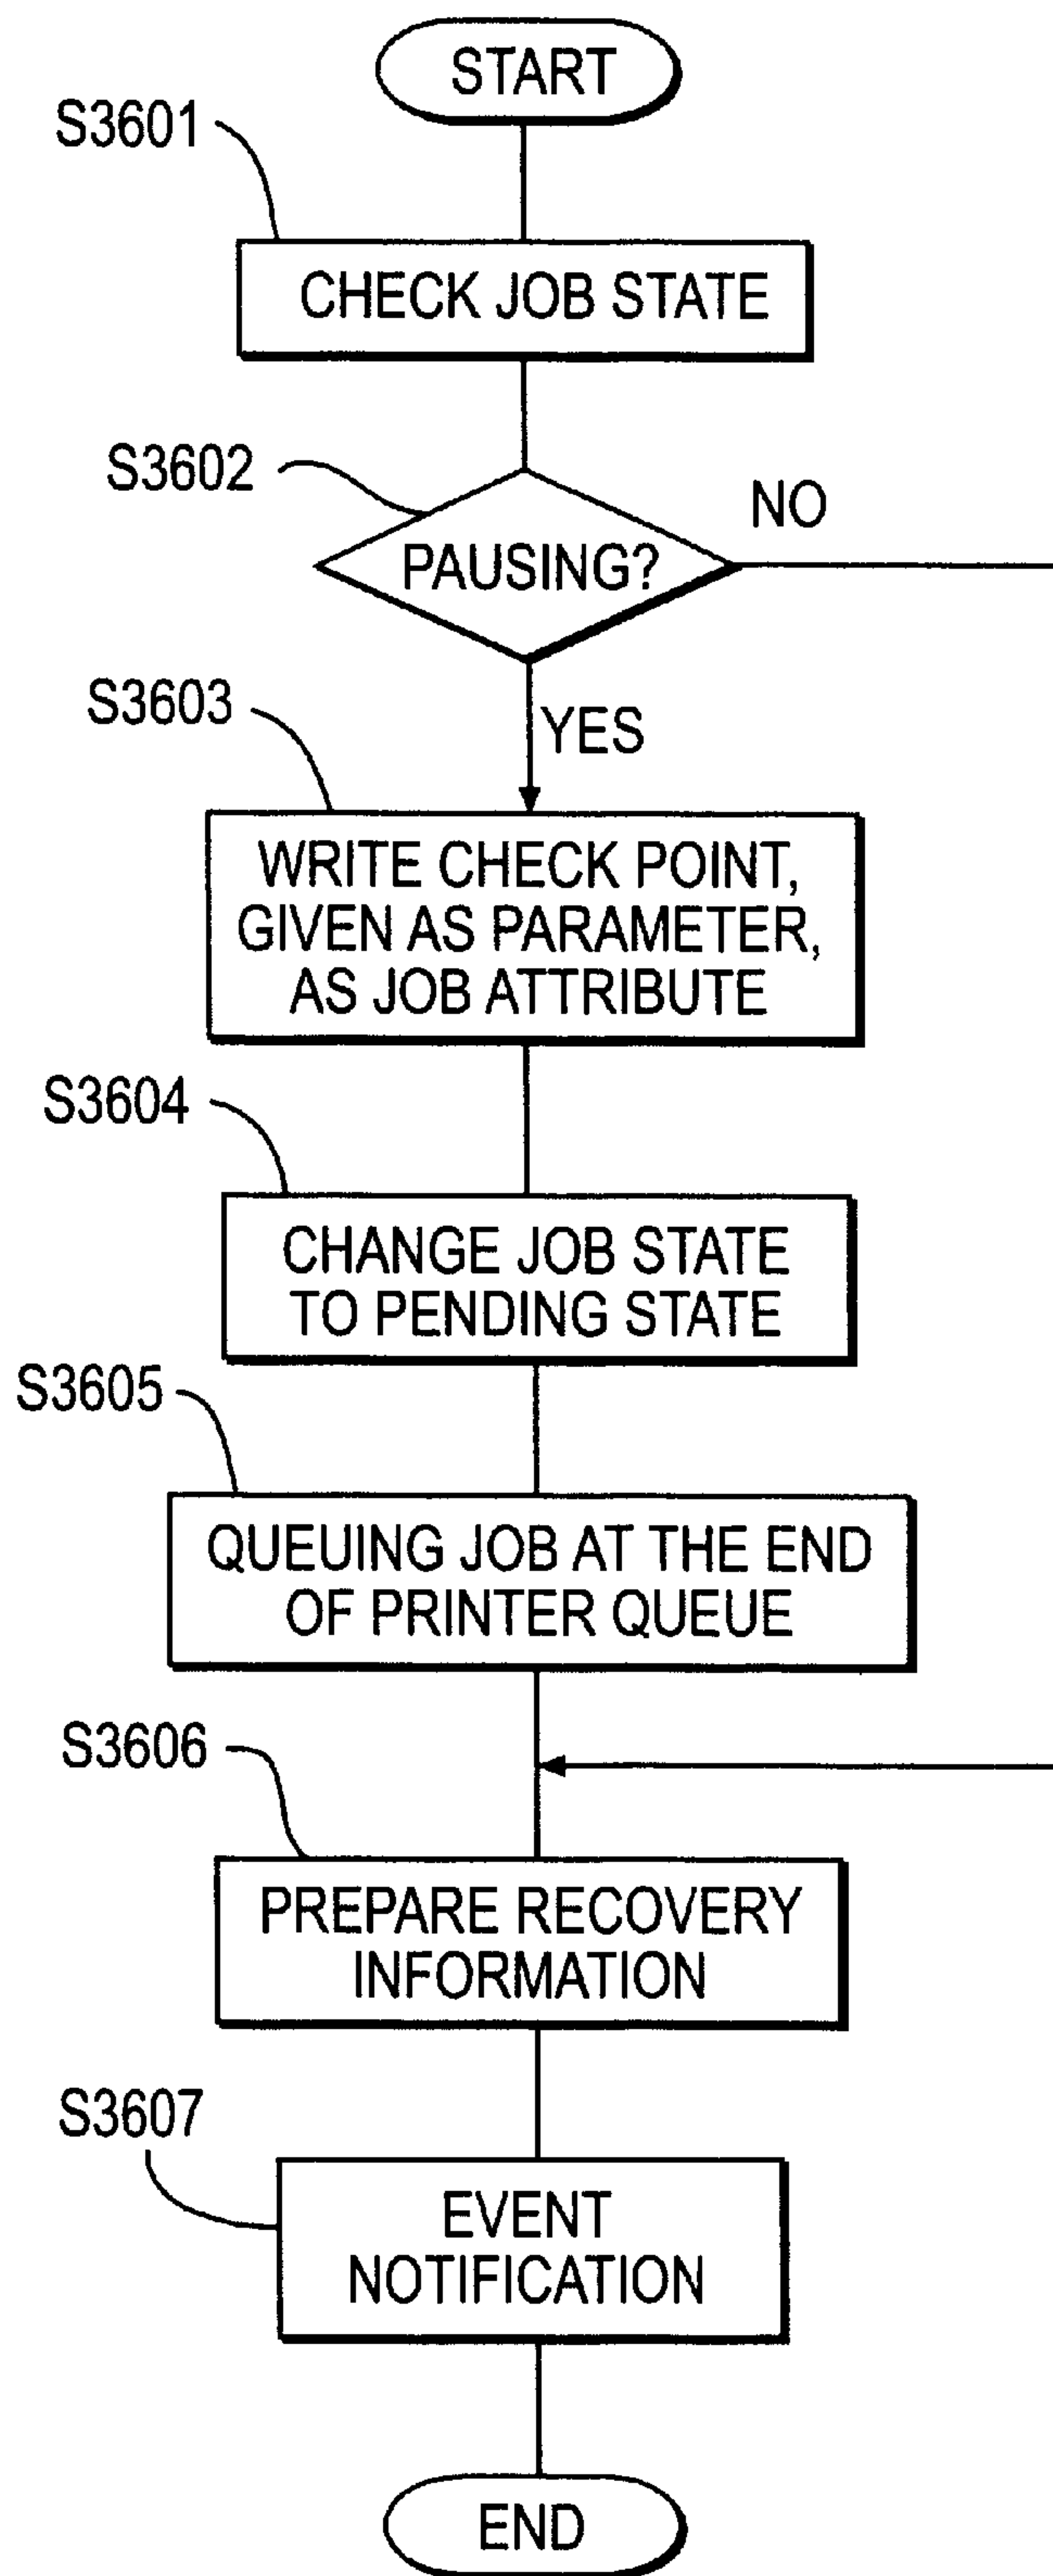 START
S3601
CHECK JOB STATE
S3602
NO
PAUSING?
S3603
YES
WRITE CHECK POINT,
GIVEN AS PARAMETER,
AS JOB ATTRIBUTE
S3604
CHANGE JOB STATE
TO PENDING STATE
S3605
QUEUING JOB AT THE END
OF PRINTER QUEUE
S3606
PREPARE RECOVERY
INFORMATION
S3607
EVENT
NOTIFICATION
END